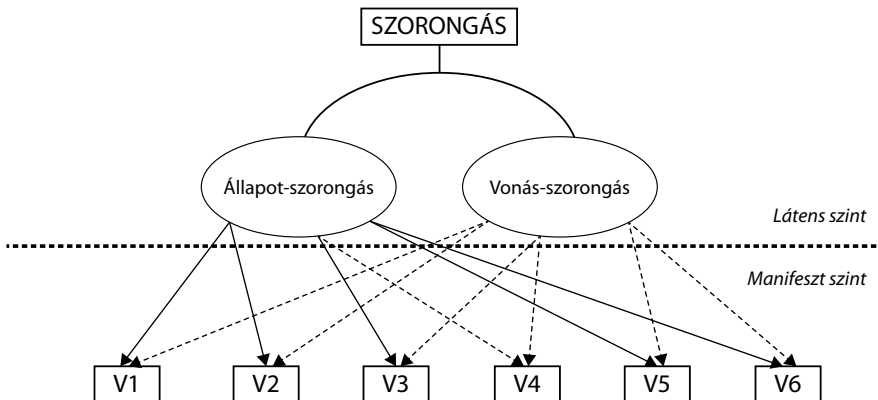 SZORONGÁS
Állapot-szorongás
Vonás-szorongás
Látens szint
Manifeszt szint
V1
V2
V3
V4
V5
V6